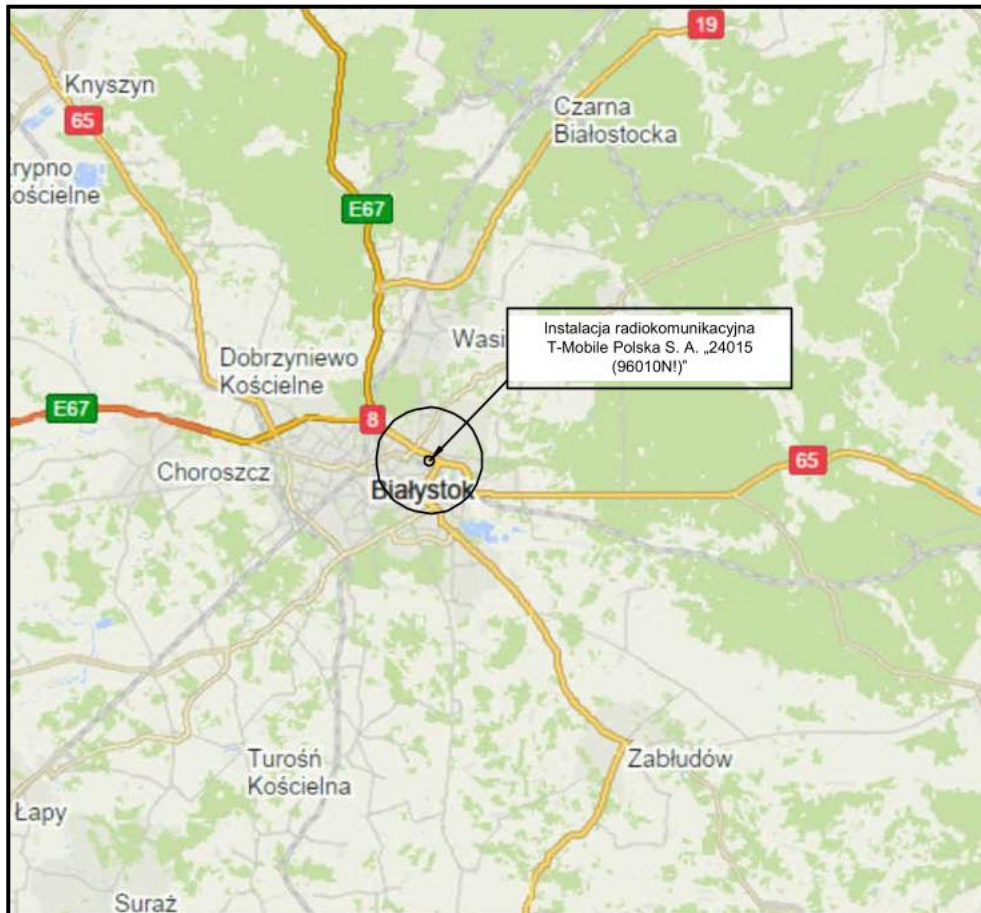 19
Knyszyn
65
Czarna
Białostocka
rypno
ościelne
E67
Instalacja radiokomunikacyjna
T-Mobile Polska S. A. „24015
(96010N!)”
Wasi
Dobrzyniewo
Kościelne
E67
8
Choroszcz
65
Białystok
Turośń
Kościelna
Zabłudów
Łapy
Suraż